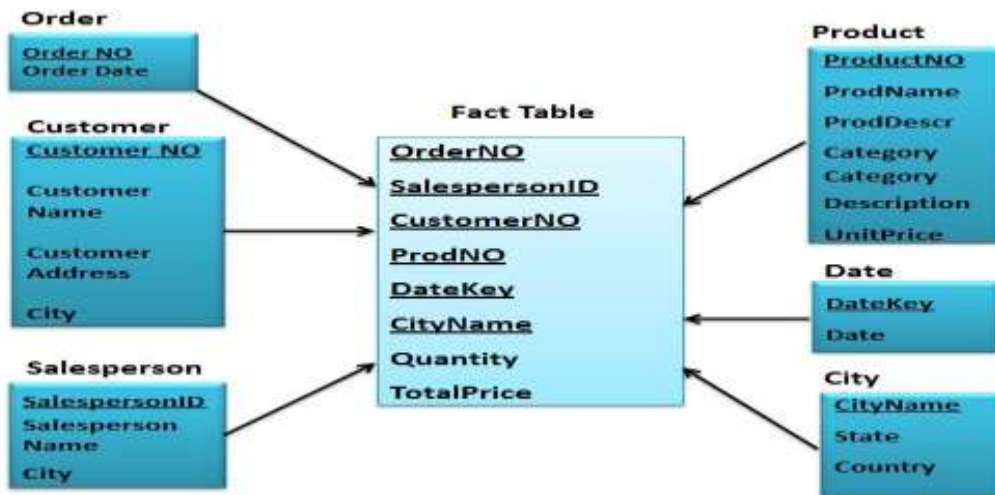 Order
Order NO
Order Date
Customer
Customer NO
Customer
Name
Customer
Address
City
Salesperson
SalespersonID
Salesperson
Name
City
Fact Table
OrderNO
SalespersonID
CustomerNO
ProdNO
DateKey
CityName
Quantity
TotalPrice
Product
ProductNO
ProdName
ProdDescr
Category
Category
Description
UnitPrice
Date
DateKey
Date
City
CityName
State
Country